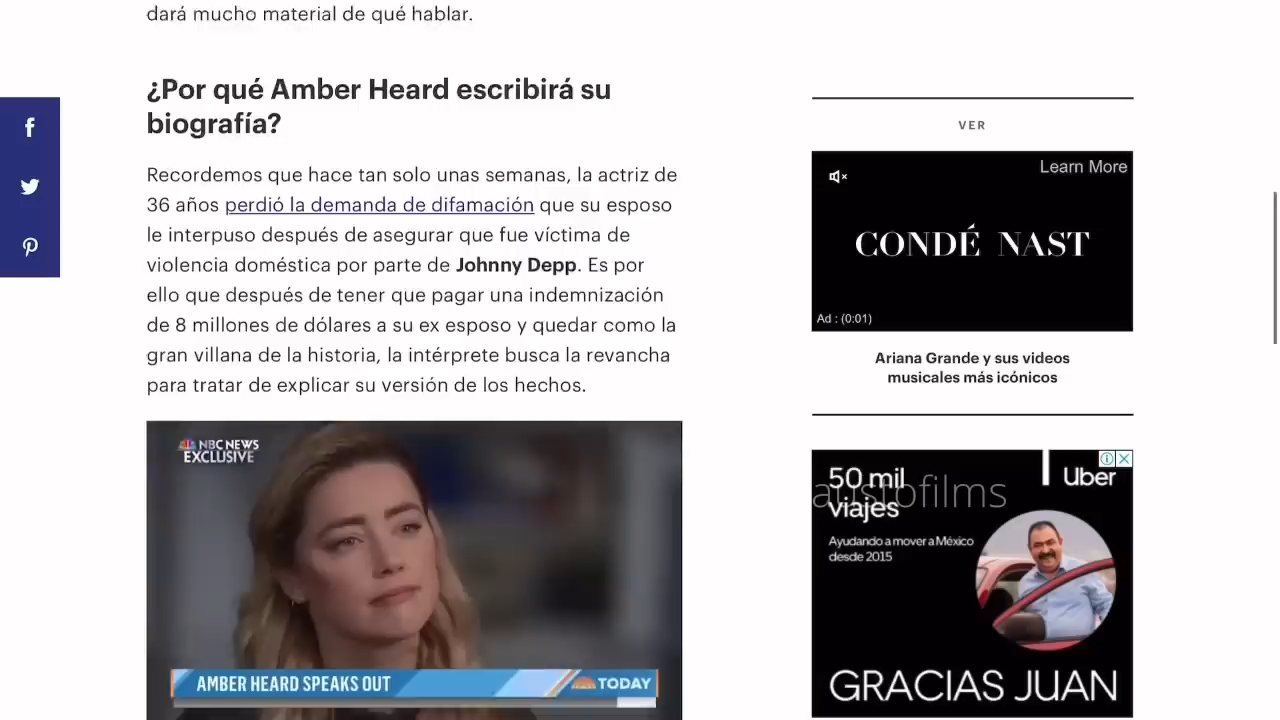 dará mucho material de qué hablar.
¿Por qué Amber Heard escribirá su
biografía?
Recordemos que hace tan solo unas semanas, la actriz de
36 años perdió la demanda de difamación que su esposo
le interpuso después de asegurar que fue víctima de
violencia doméstica por parte de Johnny Depp. Es por
ello que después de tener que pagar una indemnización
de 8 millones de dólares a su ex esposo y quedar como la
gran villana de la historia, la intérprete busca la revancha
para tratar de explicar su versión de los hechos.
NBC NEWS
EXCLUSIVE
AMBER HEARD SPEAKS OUT
TODAY
VER
Learn More
CONDÉ NAST
Ad : (0:01)
Ariana Grande y sus videos
musicales más icónicos
50 mil
viajes
Uber
Ayudando a mover a México
desde 2015
GRACIAS JUAN